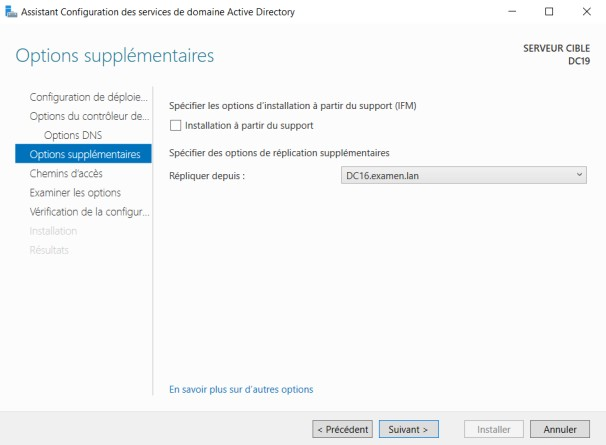 Assistant Configuration des services de domaine Active Directory
Options supplémentaires
SERVEUR CIBLE
DC19
Configuration de déploie...
Options du contrôleur de...
Options DNS
Options supplémentaires
Chemins d'accès
Examiner les options
Vérification de la configur...
Installation
Résultats
Spécifier les options d'installation à partir du support (IFM)
Installation à partir du support
Spécifier des options de réplication supplémentaires
Répliquer depuis :
DC16.examen.lan
En savoir plus sur d'autres options
< Précédent
Suivant >
Installer
Annuler